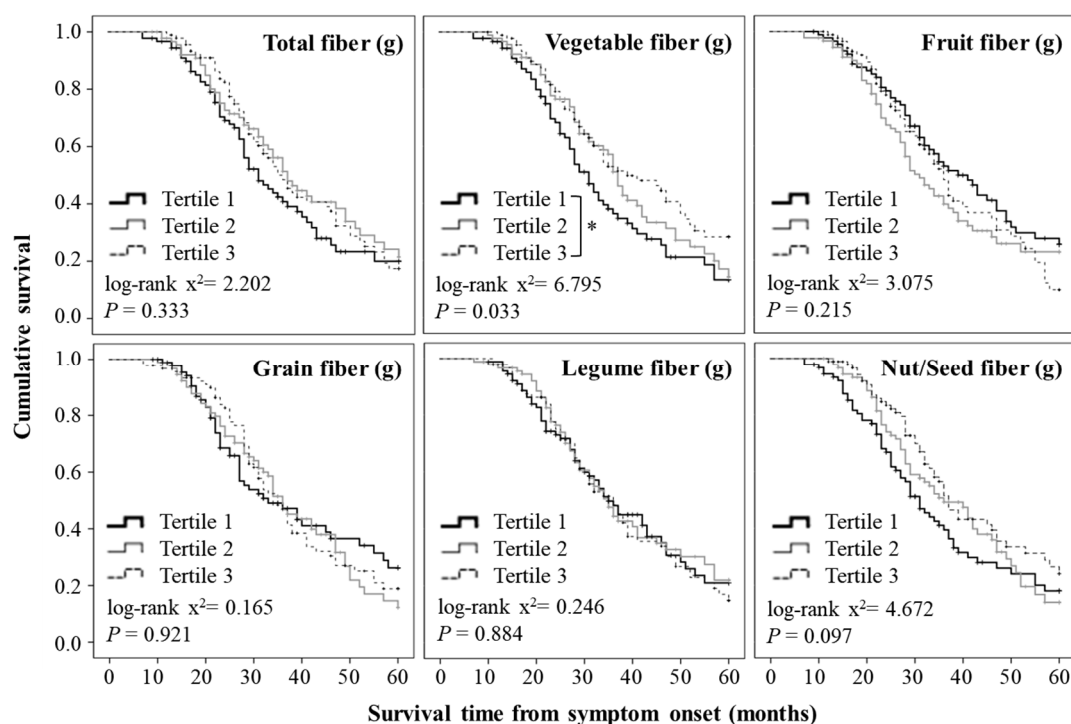 Cumulative survival
1.0
0.8
0.6
0.4
0.2
0.0
Total fiber (g)
Tertile 1
Tertile 2
Tertile 3
log-rank x²= 2.202
P = 0.333
Vegetable fiber (g)
Tertile 1
Tertile 2
Tertile 3
*
log-rank x²= 6.795
P = 0.033
Fruit fiber (g)
Tertile 1
Tertile 2
Tertile 3
log-rank x²= 3.075
P = 0.215
1.0
0.8
0.6
0.4
0.2
0.0
Grain fiber (g)
Tertile 1
Tertile 2
Tertile 3
log-rank x²= 0.165
P = 0.921
Legume fiber (g)
Tertile 1
Tertile 2
Tertile 3
log-rank x²= 0.246
P = 0.884
Nut/Seed fiber (g)
Tertile 1
Tertile 2
Tertile 3
log-rank x²= 4.672
P = 0.097
0 10 20 30 40 50 60
0 10 20 30 40 50 60
0 10 20 30 40 50 60
Survival time from symptom onset (months)